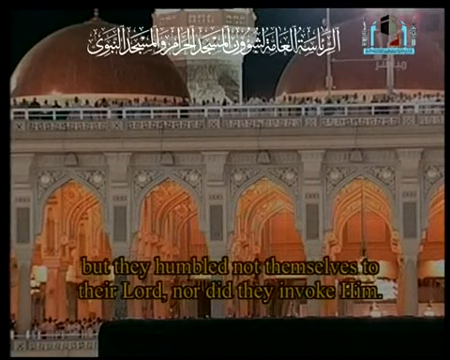 الرئاسة العامة لشؤون المسجد الحرام والمسجد النبوي
مباشر
but they humbled not themselves to
their Lord, nor did they invoke Him.